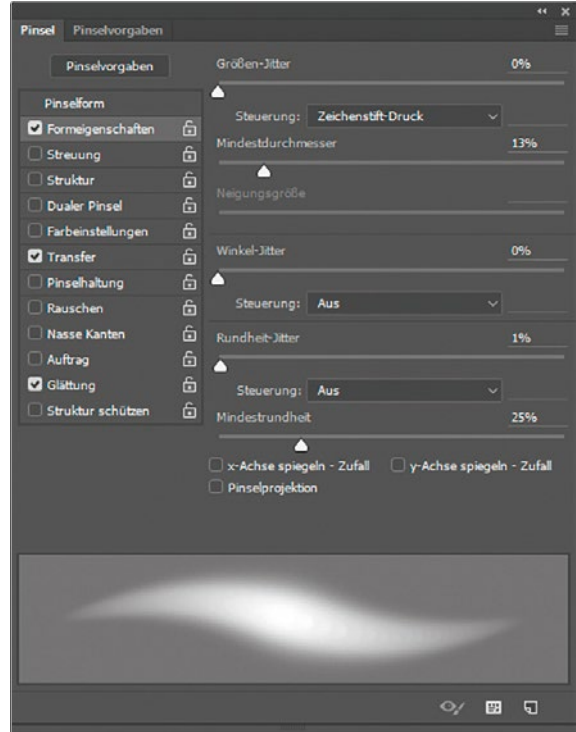 Pinsel Pinselvorgaben
Pinselvorgaben
Pinselform
Formeigenschaften
Streuung
Struktur
Dualer Pinsel
Farbeinstellungen
Transfer
Pinselhaltung
Rauschen
Nasse Kanten
Auftrag
Glättung
Struktur schützen
Größen-Jitter 0%
Steuerung: Zeichenstift-Druck
Mindestdurchmesser 13%
Neigungsgröße
Winkel-Jitter 0%
Steuerung: Aus
Rundheit-Jitter 1%
Steuerung: Aus
Mindestrundheit 25%
x-Achse spiegeln - Zufall y-Achse spiegeln - Zufall
Pinselprojektion